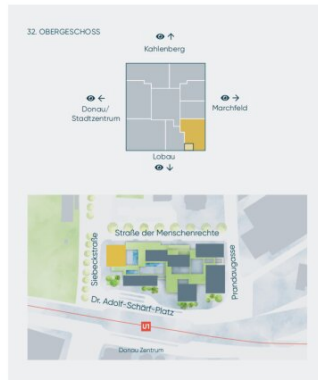 32. OBERGESCHOSS
Kahlenberg
Donau/
Stadtzentrum
Marchfeld
Lobau
Straße der Menschenrechte
Siebeckstraße
Prandaugasse
Dr. Adolf-Schärf-Platz
U1
Donau Zentrum